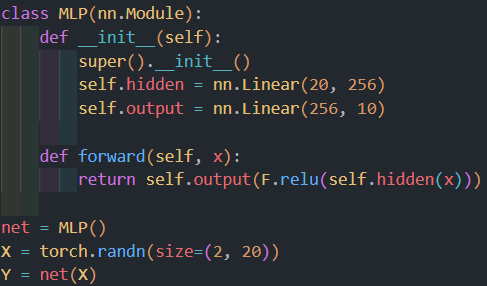 class MLP(nn.Module):
    def __init__(self):
        super().__init__()
        self.hidden = nn.Linear(20, 256)
        self.output = nn.Linear(256, 10)

    def forward(self, x):
        return self.output(F.relu(self.hidden(x)))

net = MLP()
X = torch.randn(size=(2, 20))
Y = net(X)